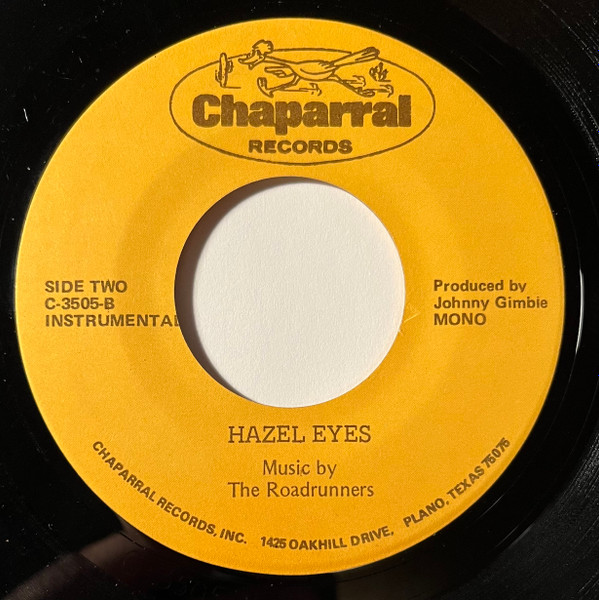 Chaparral
RECORDS
SIDE TWO
C-3505-B
INSTRUMENTAL
Produced by
Johnny Gimbie
MONO
HAZEL EYES
Music by
The Roadrunners
CHAPARRAL RECORDS, INC. 1425 OAKHILL DRIVE, PLANO, TEXAS 75075